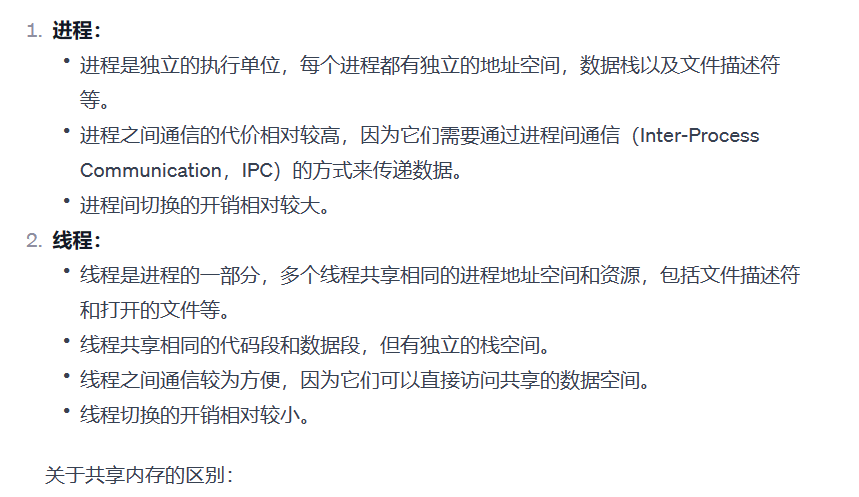 1. 进程：
• 进程是独立的执行单位，每个进程都有独立的地址空间，数据栈以及文件描述符
等。
• 进程之间通信的代价相对较高，因为它们需要通过进程间通信（Inter-Process
Communication，IPC）的方式来传递数据。
• 进程间切换的开销相对较大。
2. 线程：
• 线程是进程的一部分，多个线程共享相同的进程地址空间和资源，包括文件描述符
和打开的文件等。
• 线程共享相同的代码段和数据段，但有独立的栈空间。
• 线程之间通信较为方便，因为它们可以直接访问共享的数据空间。
• 线程切换的开销相对较小。
关于共享内存的区别：